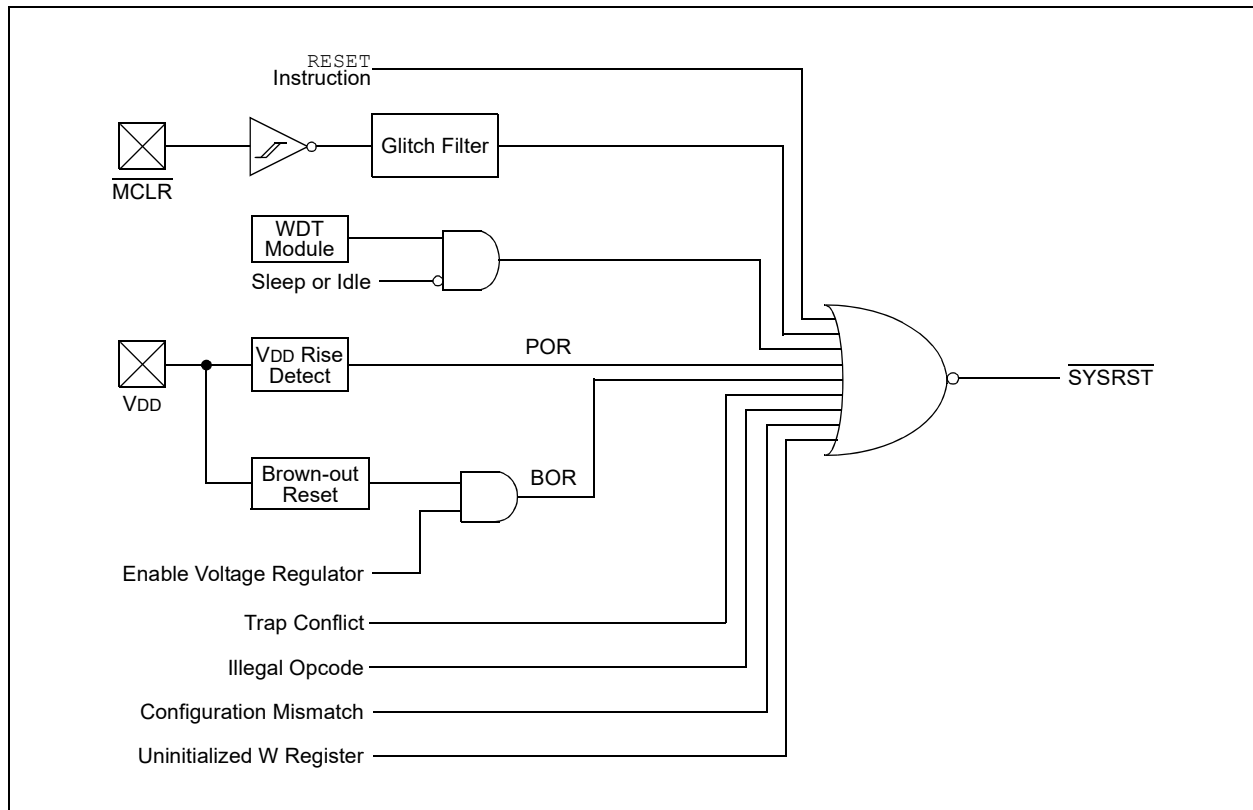 RESET
Instruction
Glitch Filter
MCLR
WDT
Module
Sleep or Idle
VDD Rise
Detect
POR
VDD
SYSRST
Brown-out
Reset
BOR
Enable Voltage Regulator
Trap Conflict
Illegal Opcode
Configuration Mismatch
Uninitialized W Register